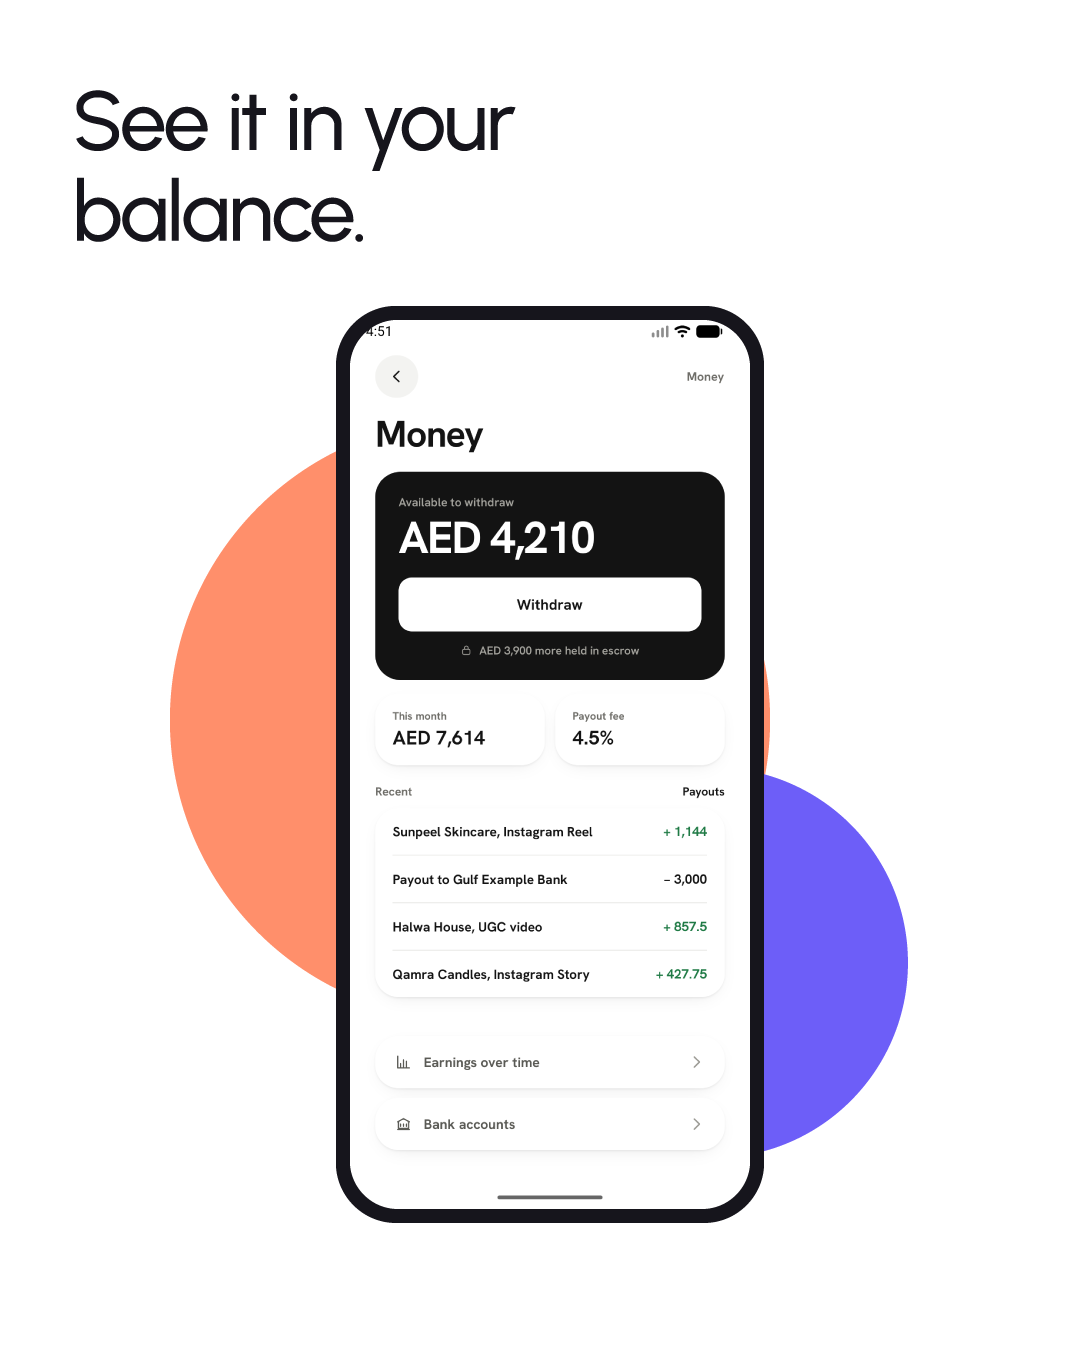 See it in your
balance.
4:51
Money
Money
Available to withdraw
AED 4,210
Withdraw
AED 3,900 more held in escrow
This month
AED 7,614
Payout fee
4.5%
Recent
Payouts
Sunpeel Skincare, Instagram Reel
+ 1,144
Payout to Gulf Example Bank
– 3,000
Halwa House, UGC video
+ 857.5
Qamra Candles, Instagram Story
+ 427.75
Earnings over time
Bank accounts